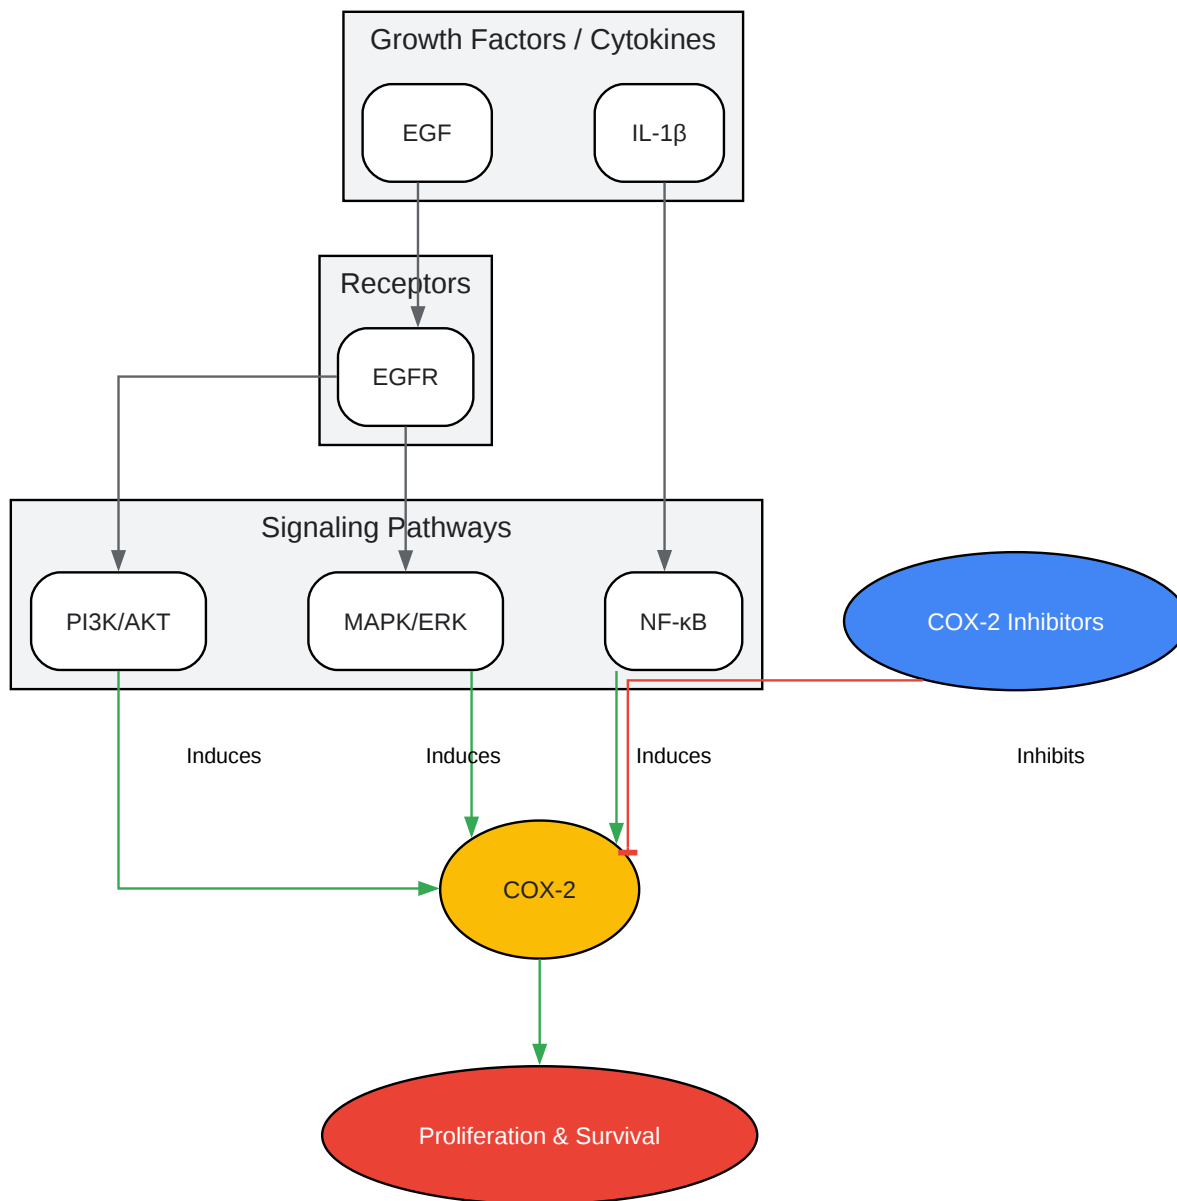 Growth Factors / Cytokines
EGF
IL-1β
Receptors
EGFR
Signaling Pathways
PI3K/AKT
MAPK/ERK
NF-κB
COX-2 Inhibitors
Induces
Induces
Induces
Inhibits
COX-2
Proliferation & Survival